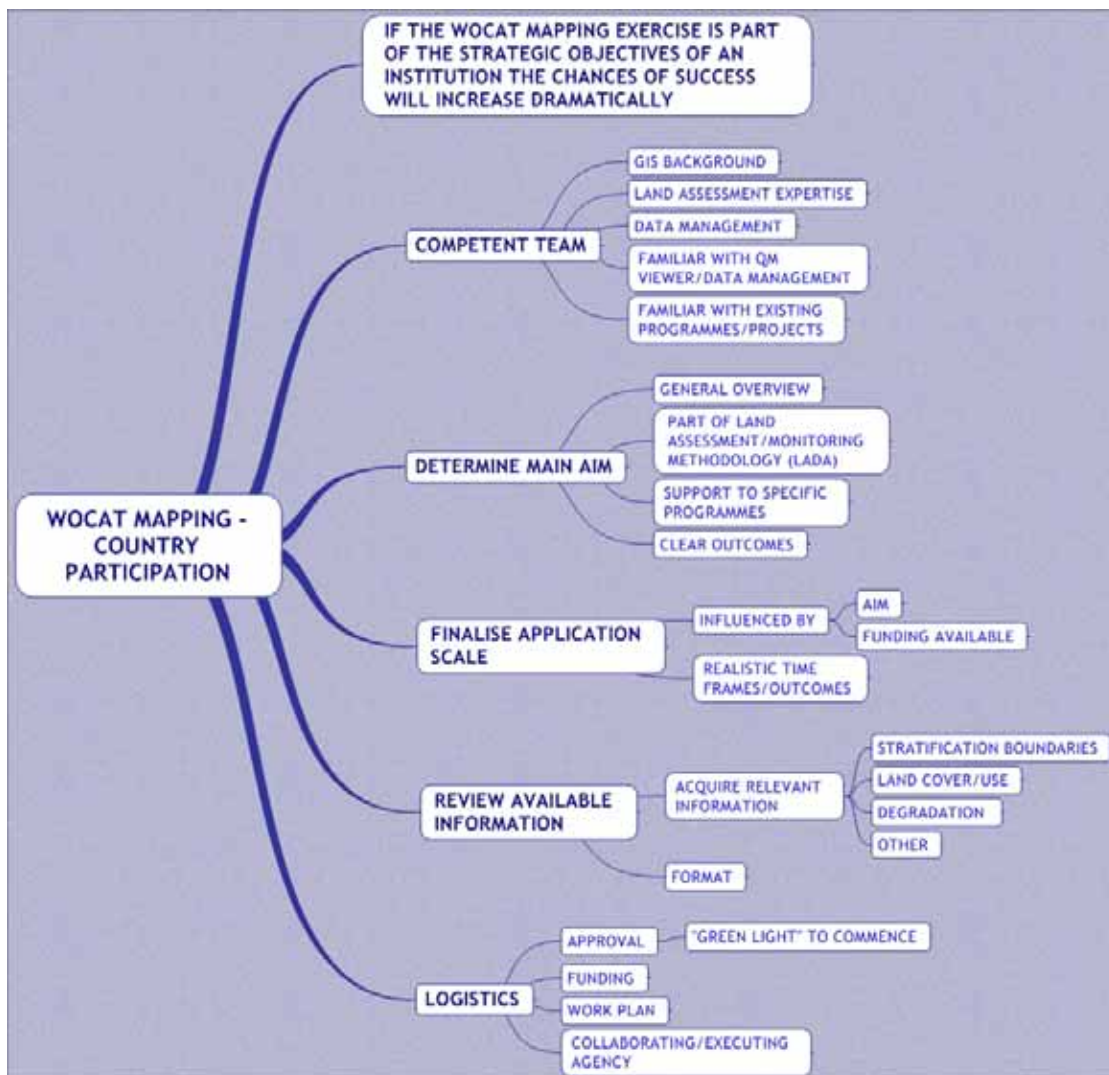 IF THE WOCAT MAPPING EXERCISE IS PART
OF THE STRATEGIC OBJECTIVES OF AN
INSTITUTION THE CHANCES OF SUCCESS
WILL INCREASE DRAMATICALLY
WOCAT MAPPING -
COUNTRY
PARTICIPATION
COMPETENT TEAM
GIS BACKGROUND
LAND ASSESSMENT EXPERTISE
DATA MANAGEMENT
FAMILIAR WITH QM
VIEWER/DATA MANAGEMENT
FAMILIAR WITH EXISTING
PROGRAMMES/PROJECTS
DETERMINE MAIN AIM
GENERAL OVERVIEW
PART OF LAND
ASSESSMENT/MONITORING
METHODOLOGY (LADA)
SUPPORT TO SPECIFIC
PROGRAMMES
CLEAR OUTCOMES
FINALISE APPLICATION
SCALE
INFLUENCED BY
AIM
FUNDING AVAILABLE
REALISTIC TIME
FRAMES/OUTCOMES
REVIEW AVAILABLE
INFORMATION
ACQUIRE RELEVANT
INFORMATION
STRATIFICATION BOUNDARIES
LAND COVER/USE
DEGRADATION
OTHER
FORMAT
LOGISTICS
APPROVAL
"GREEN LIGHT" TO COMMENCE
FUNDING
WORK PLAN
COLLABORATING/EXECUTING
AGENCY